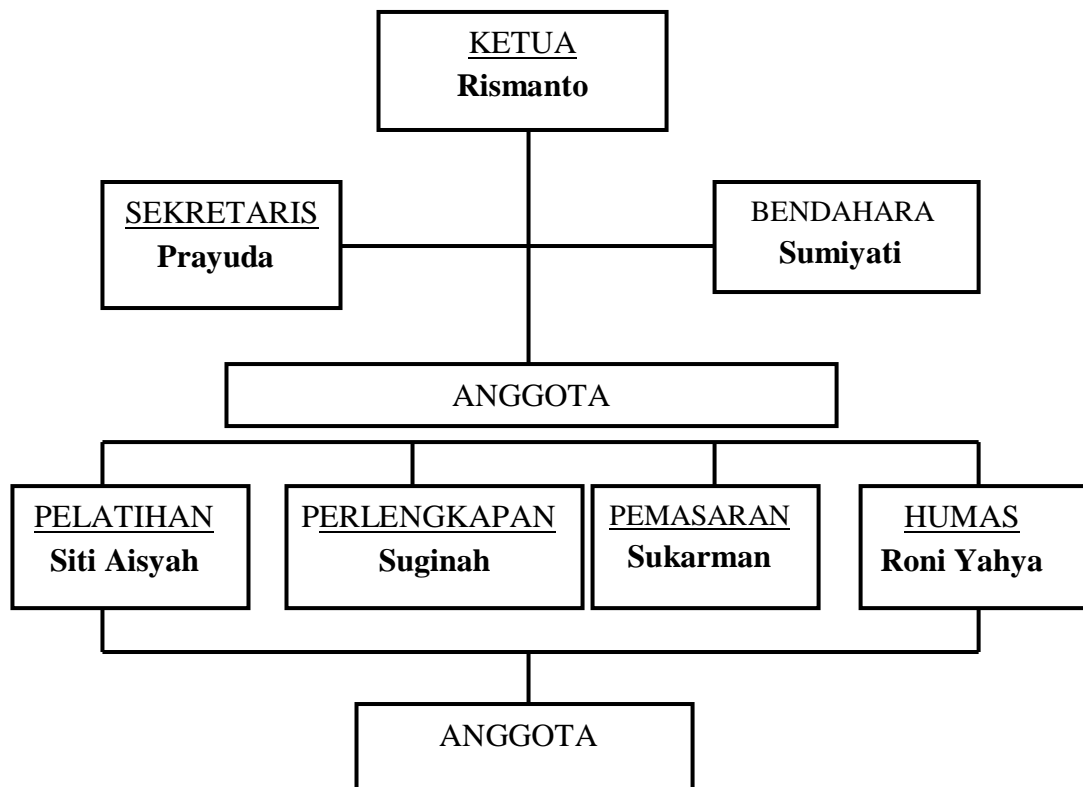 KETUA
Rismanto
SEKRETARIS
Prayuda
BENDAHARA
Sumiyati
ANGGOTA
PELATIHAN
Siti Aisyah
PERLENGKAPAN
Suginah
PEMASARAN
Sukarman
HUMAS
Roni Yahya
ANGGOTA